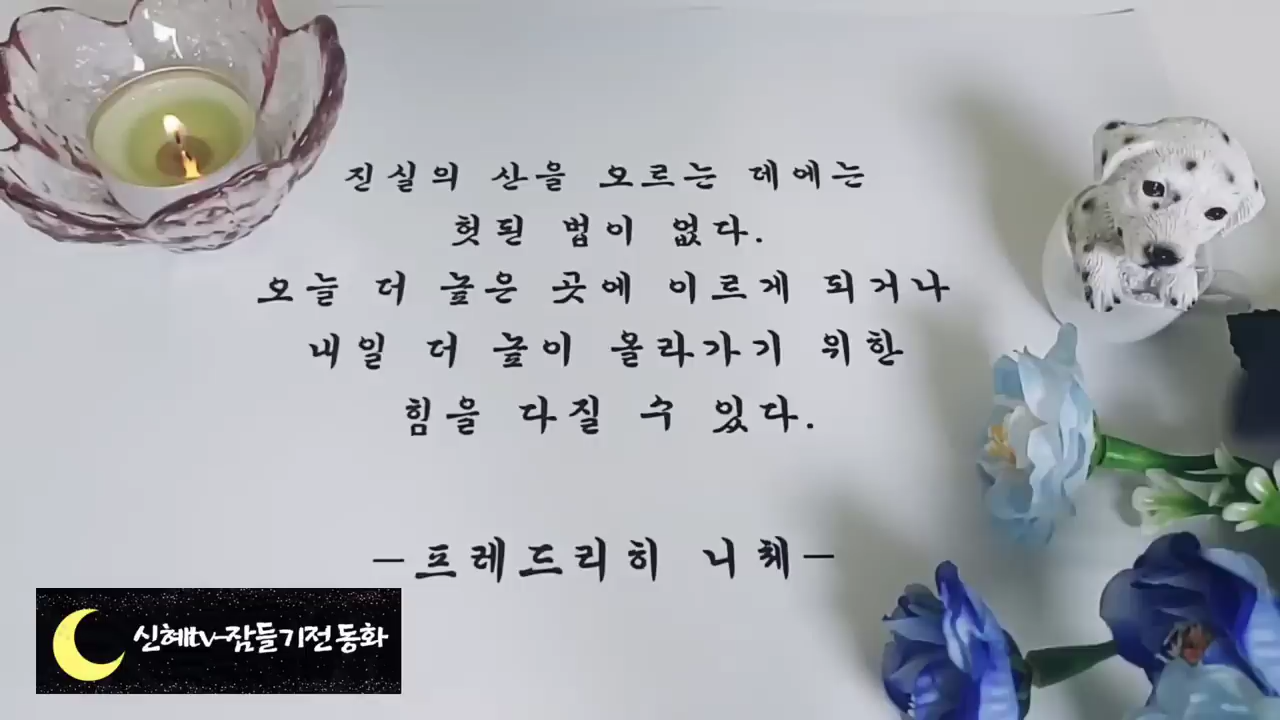 진실의 산을 오르는 데에는
헛된 법이 없다.
오늘 더 높은 곳에 이르게 되거나
내일 더 높이 올라가기 위한
힘을 다질 수 있다.
-프레드리히 니체-
신혜tv-잠들기전동화